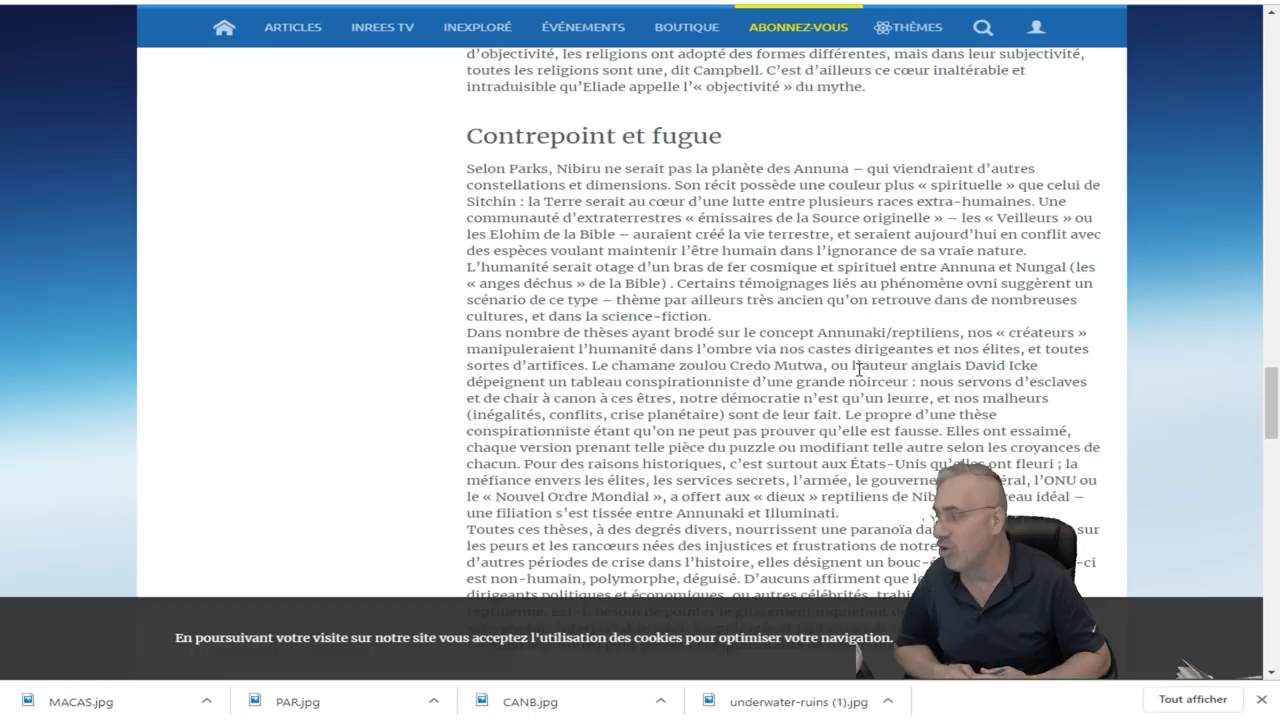 ARTICLES INREES TV INEXPLORÉ ÉVÉNEMENTS BOUTIQUE ABONNEZ-VOUS THÈMES
d’objectivité, les religions ont adopté des formes différentes, mais dans leur subjectivité,
toutes les religions sont une, dit Campbell. C’est d’ailleurs ce cœur inaltérable et
intraduisible qu’Eliade appelle l’« objectivité » du mythe.
Contrepoint et fugue
Selon Parks, Nibiru ne serait pas la planète des Annuna – qui viendraient d’autres
constellations et dimensions. Son récit possède une couleur plus « spirituelle » que celui de
Sitchin : la Terre serait au cœur d’une lutte entre plusieurs races extra-humaines. Une
communauté d’extraterrestres « émissaires de la Source originelle » – les « Veilleurs » ou
les Elohim de la Bible – auraient créé la vie terrestre, et seraient aujourd’hui en conflit avec
des espèces voulant maintenir l’être humain dans l’ignorance de sa vraie nature.
L’humanité serait otage d’un bras de fer cosmique et spirituel entre Annuna et Nungal (les
« anges déchus » de la Bible) . Certains témoignages liés au phénomène ovni suggèrent un
scénario de ce type – thème par ailleurs très ancien qu’on retrouve dans de nombreuses
cultures, et dans la science-fiction.
Dans nombre de thèses ayant brodé sur le concept Annunaki/reptiliens, nos « créateurs »
manipuleraient l’humanité dans l’ombre via nos castes dirigeantes et nos élites, et toutes
sortes d’artifices. Le chamane zoulou Credo Mutwa, ou l’auteur anglais David Icke
dépeignent un tableau conspirationniste d’une grande noirceur : nous servons d’esclaves
et de chair à canon à ces êtres, notre démocratie n’est qu’un leurre, et nos malheurs
(inégalités, conflits, crise planétaire) sont de leur fait. Le propre d’une thèse
conspirationniste étant qu’on ne peut pas prouver qu’elle est fausse. Elles ont essaimé,
chaque version prenant telle pièce du puzzle ou modifiant telle autre selon les croyances de
chacun. Pour des raisons historiques, c’est surtout aux États-Unis qu’elles ont fleuri ; la
méfiance envers les élites, les services secrets, l’armée, le gouverne éral, l’ONU ou
le « Nouvel Ordre Mondial », a offert aux « dieux » reptiliens de Nib eau idéal –
une filiation s’est tissée entre Annunaki et Illuminati.
Toutes ces thèses, à des degrés divers, nourrissent une paranoïa da sur
les peurs et les rancœurs nées des injustices et frustrations de notre
d’autres périodes de crise dans l’histoire, elles désignent un bouc-é -ci
est non-humain, polymorphe, déguisé. D’aucuns affirment que le
dirigeants politiques et économiques, ou autres célébrités, trahi
reptilienne. Est-il besoin de pointer le glissement inquiétant de
En poursuivant votre visite sur notre site vous acceptez l'utilisation des cookies pour optimiser votre navigation.
MACAS.jpg PAR.jpg CANB.jpg underwater-ruins (1).jpg Tout afficher